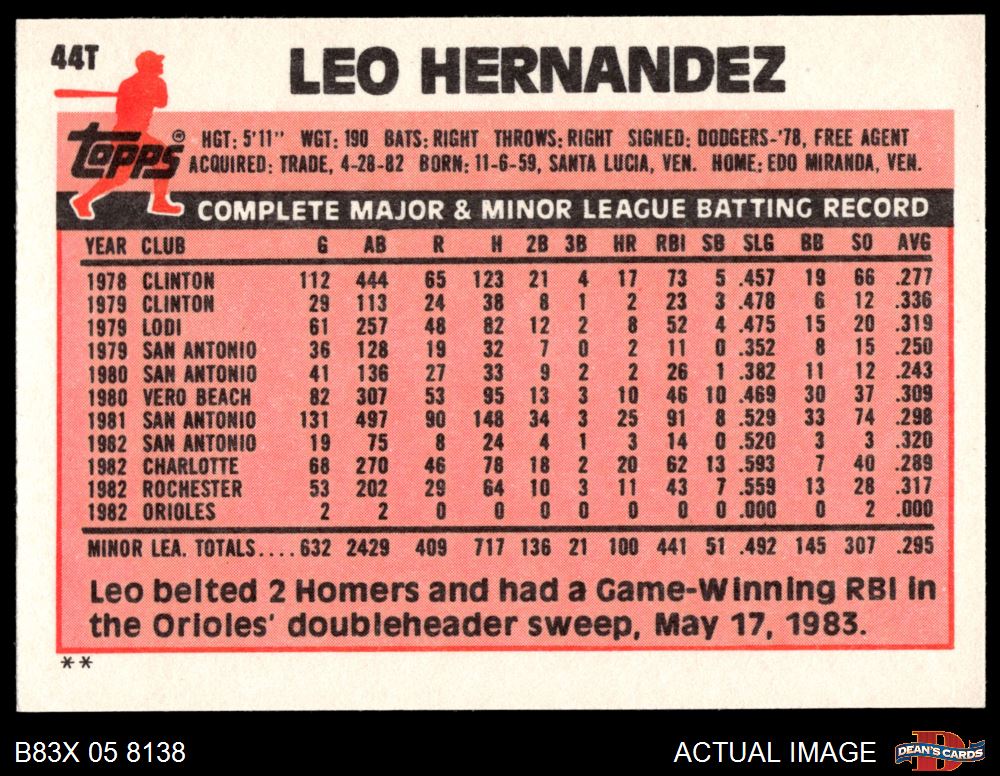 44T
LEO HERNANDEZ
topps® HGT: 5'11" WGT: 190 BATS: RIGHT THROWS: RIGHT SIGNED: DODGERS-'78, FREE AGENT
ACQUIRED: TRADE, 4-28-82 BORN: 11-6-59, SANTA LUCIA, VEN. HOME: EDO MIRANDA, VEN.
COMPLETE MAJOR & MINOR LEAGUE BATTING RECORD
YEAR CLUB G AB R H 2B 3B HR RBI SB SLG BB SO AVG
1978 CLINTON 112 444 65 123 21 4 17 73 5 .457 19 66 .277
1979 CLINTON 29 113 24 38 8 1 2 23 3 .478 6 12 .336
1979 LODI 61 257 48 82 12 2 8 52 4 .475 15 20 .319
1979 SAN ANTONIO 36 128 19 32 7 0 2 11 0 .352 8 15 .250
1980 SAN ANTONIO 41 136 27 33 9 2 2 26 1 .382 11 12 .243
1980 VERO BEACH 82 307 53 95 13 3 10 46 10 .469 30 37 .309
1981 SAN ANTONIO 131 497 90 148 34 3 25 91 8 .529 33 74 .298
1982 SAN ANTONIO 19 75 8 24 4 1 3 14 0 .520 3 3 .320
1982 CHARLOTTE 68 270 46 78 18 2 20 62 13 .593 7 40 .289
1982 ROCHESTER 53 202 29 64 10 3 11 43 7 .559 13 28 .317
1982 ORIOLES 2 2 0 0 0 0 0 0 0 .000 0 2 .000
MINOR LEA. TOTALS.... 632 2429 409 717 136 21 100 441 51 .492 145 307 .295
Leo belted 2 Homers and had a Game-Winning RBI in
the Orioles' doubleheader sweep, May 17, 1983.
**
B83X 05 8138 ACTUAL IMAGE D DEAN'S CARDS